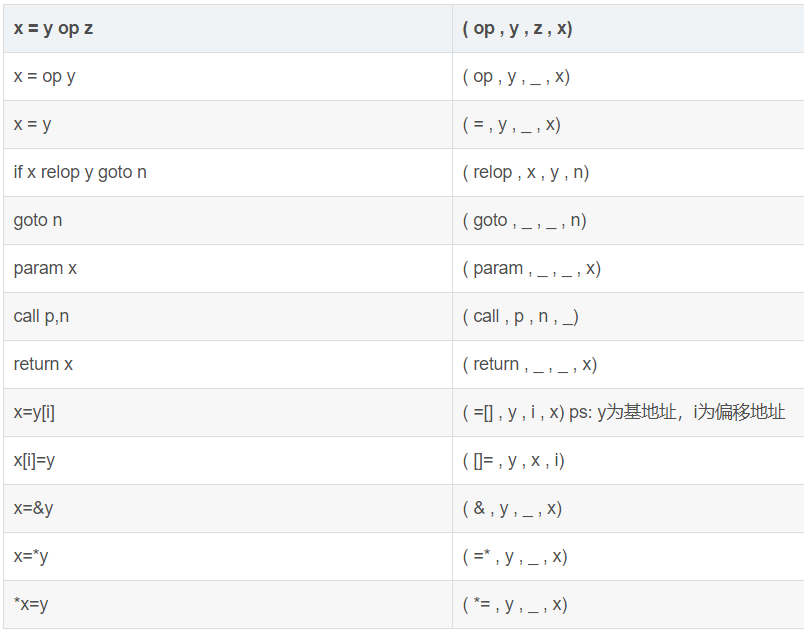 x = y op z ( op , y , z , x)
x = op y ( op , y , _ , x)
x = y ( = , y , _ , x)
if x relop y goto n ( relop , x , y , n)
goto n ( goto , _ , _ , n)
param x ( param , _ , _ , x)
call p,n ( call , p , n , _)
return x ( return , _ , _ , x)
x=y[i] ( =[] , y , i , x) ps: y为基地址，i为偏移地址
x[i]=y ( []= , y , x , i)
x=&y ( & , y , _ , x)
x=*y ( =* , y , _ , x)
*x=y ( *= , y , _ , x)